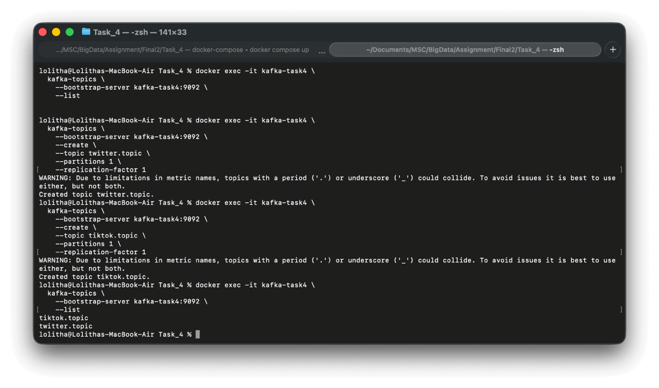 Task_4 — -zsh — 141×33
.../MSC/BigData/Assignment/Final2/Task_4 — docker-compose - docker compose up ...
~/Documents/MSC/BigData/Assignment/Final2/Task_4 — -zsh +
lolitha@Lolithas-MacBook-Air Task_4 % docker exec -it kafka-task4 \
kafka-topics \
--bootstrap-server kafka-task4:9092 \
--list
lolitha@Lolithas-MacBook-Air Task_4 % docker exec -it kafka-task4 \
kafka-topics \
--bootstrap-server kafka-task4:9092 \
--create \
--topic twitter.topic \
--partitions 1 \
[ --replication-factor 1 ]
WARNING: Due to limitations in metric names, topics with a period ('.') or underscore ('_') could collide. To avoid issues it is best to use
either, but not both.
Created topic twitter.topic.
lolitha@Lolithas-MacBook-Air Task_4 % docker exec -it kafka-task4 \
kafka-topics \
--bootstrap-server kafka-task4:9092 \
--create \
--topic tiktok.topic \
--partitions 1 \
[ --replication-factor 1 ]
WARNING: Due to limitations in metric names, topics with a period ('.') or underscore ('_') could collide. To avoid issues it is best to use
either, but not both.
Created topic tiktok.topic.
lolitha@Lolithas-MacBook-Air Task_4 % docker exec -it kafka-task4 \
kafka-topics \
--bootstrap-server kafka-task4:9092 \
[ --list ]
tiktok.topic
twitter.topic
lolitha@Lolithas-MacBook-Air Task_4 %